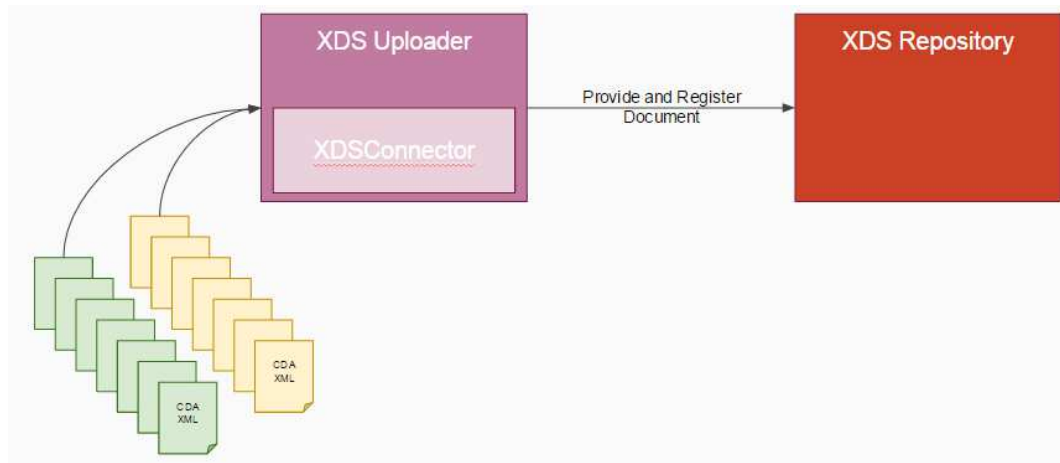 XDS Uploader
XDS Repository
Provide and Register
Document
XDSConnector
CDA
XML
CDA
XML